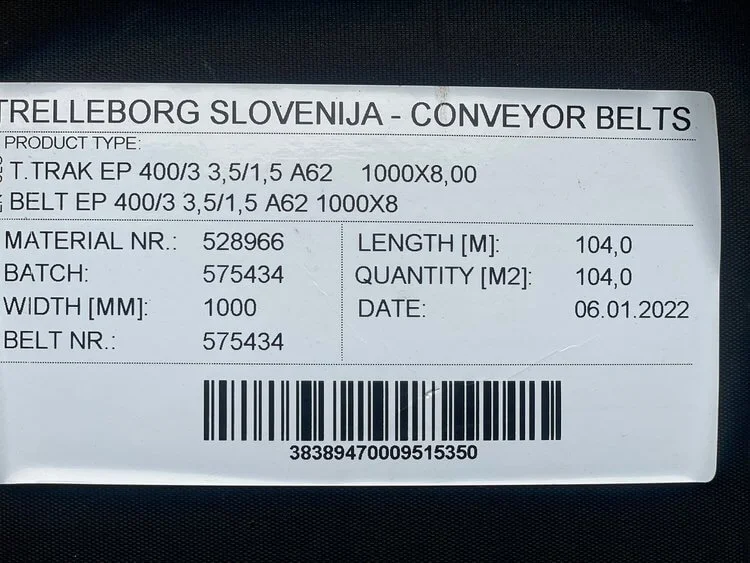 TRELLEBORG SLOVENIJA - CONVEYOR BELTS
PRODUCT TYPE:
T.TRAK EP 400/3 3,5/1,5 A62 1000X8,00
BELT EP 400/3 3,5/1,5 A62 1000X8
MATERIAL NR.: 528966
BATCH: 575434
WIDTH [MM]: 1000
BELT NR.: 575434
LENGTH [M]: 104,0
QUANTITY [M2]: 104,0
DATE: 06.01.2022
38389470009515350